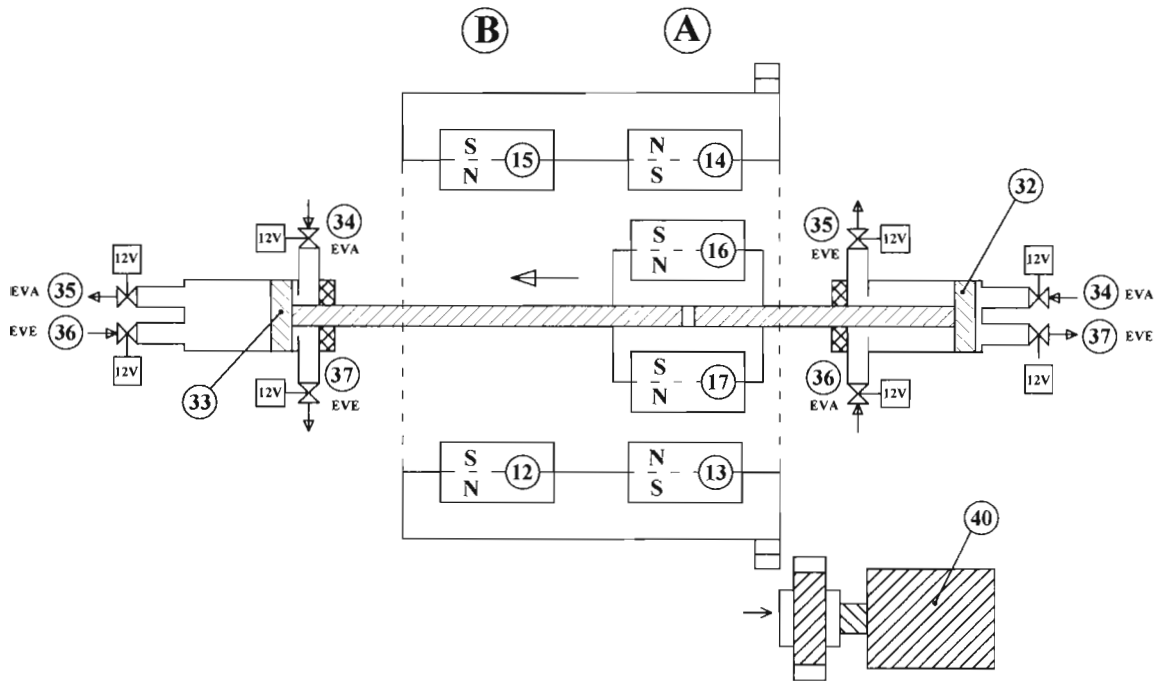 B A
S 15 N 14
N S
32
34 S 16 35
12V EVA N EVE 12V
12V 12V
EVA 35 34 EVA
EVE 36 37 EVE
12V 12V
33 12V 37 S 17 36 12V
EVE N EVA
S 12 N 13
N S
40